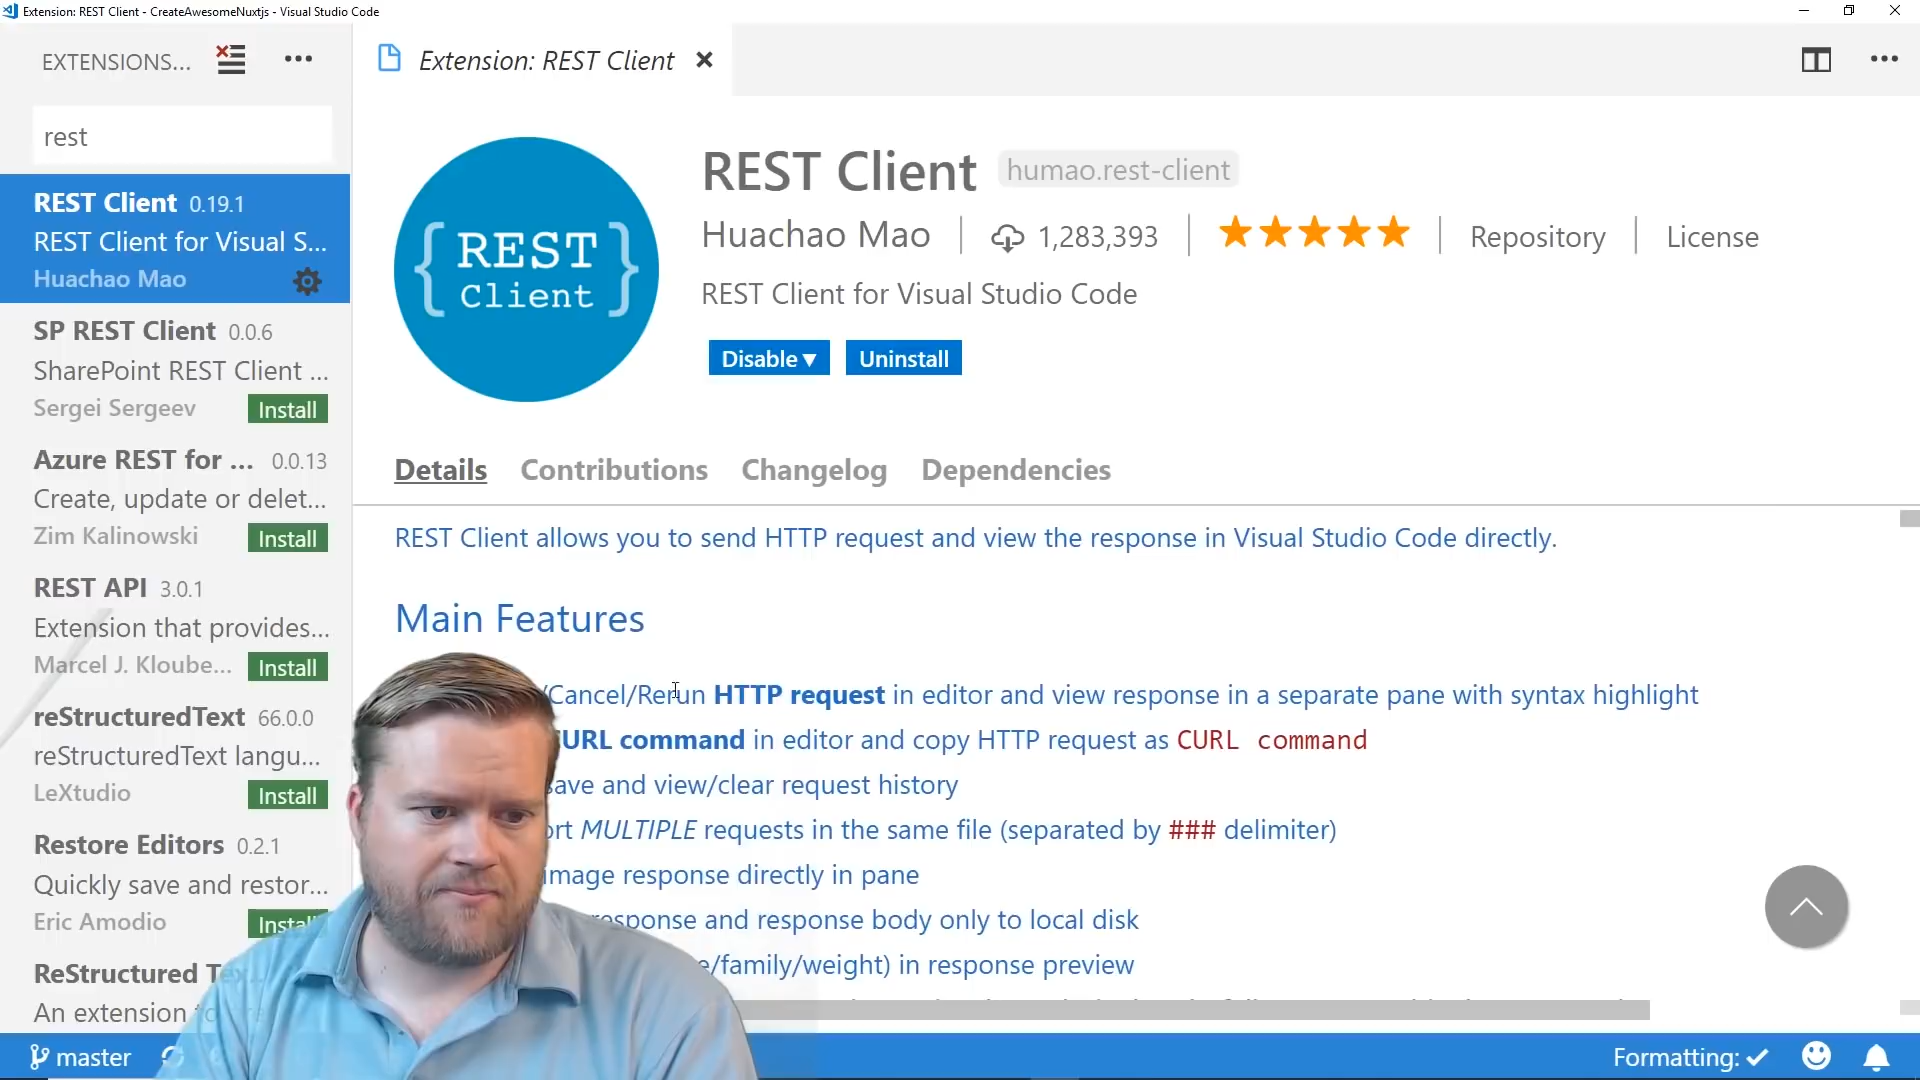 Extension: REST Client - CreateAwesomeNuxtjs - Visual Studio Code
EXTENSIONS...
rest
REST Client 0.19.1
REST Client for Visual S...
Huachao Mao
SP REST Client 0.0.6
SharePoint REST Client ...
Sergei Sergeev Install
Azure REST for ... 0.0.13
Create, update or delet...
Zim Kalinowski Install
REST API 3.0.1
Extension that provides...
Marcel J. Kloube... Install
reStructuredText 66.0.0
reStructuredText langu...
LeXtudio Install
Restore Editors 0.2.1
Quickly save and restor...
Eric Amodio Install
ReStructured
An extension
Extension: REST Client
{REST Client}
REST Client humao.rest-client
Huachao Mao 1,283,393 Repository License
REST Client for Visual Studio Code
Disable▼ Uninstall
Details Contributions Changelog Dependencies
REST Client allows you to send HTTP request and view the response in Visual Studio Code directly.
Main Features
/Cancel/Rerun HTTP request in editor and view response in a separate pane with syntax highlight
CURL command in editor and copy HTTP request as CURL command
save and view/clear request history
ort MULTIPLE requests in the same file (separated by ### delimiter)
image response directly in pane
response and response body only to local disk
e/family/weight) in response preview
master
Formatting: ✓